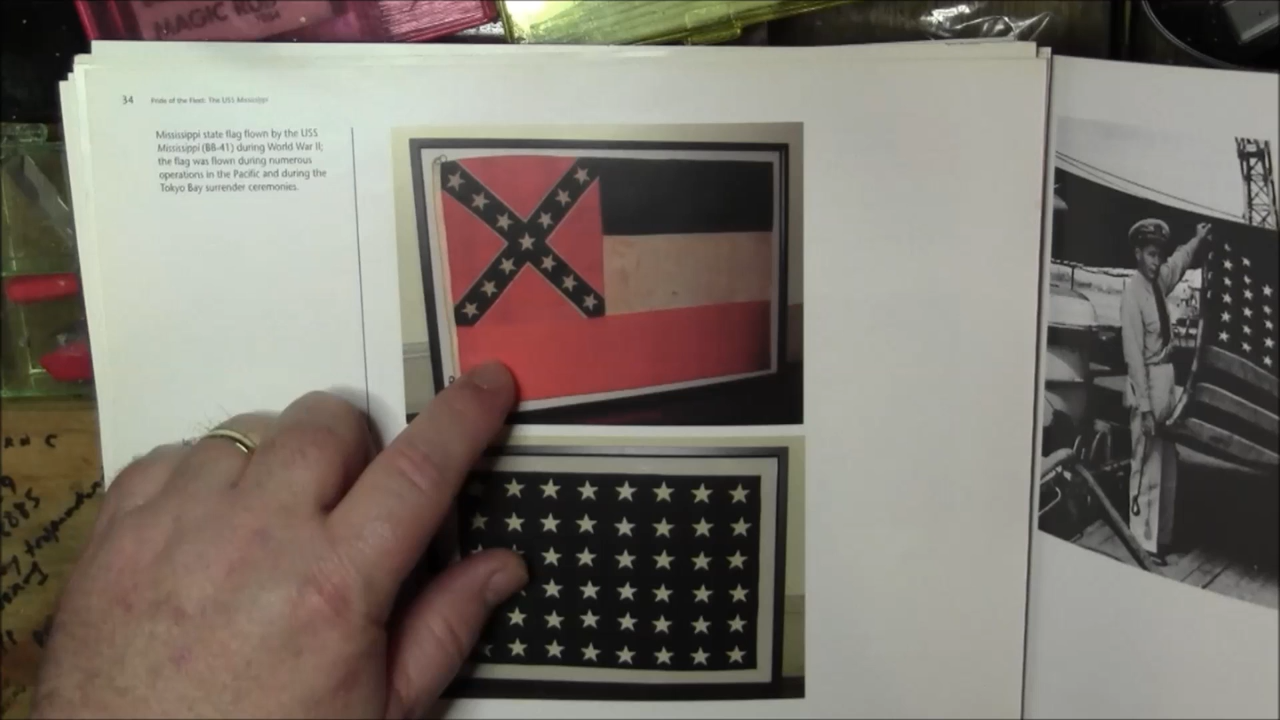 MAGIC ROD
34 Pride of the Fleet: The USS Mississippi
Mississippi state flag flown by the USS
Mississippi (BB-41) during World War II;
the flag was flown during numerous
operations in the Pacific and during the
Tokyo Bay surrender ceremonies.